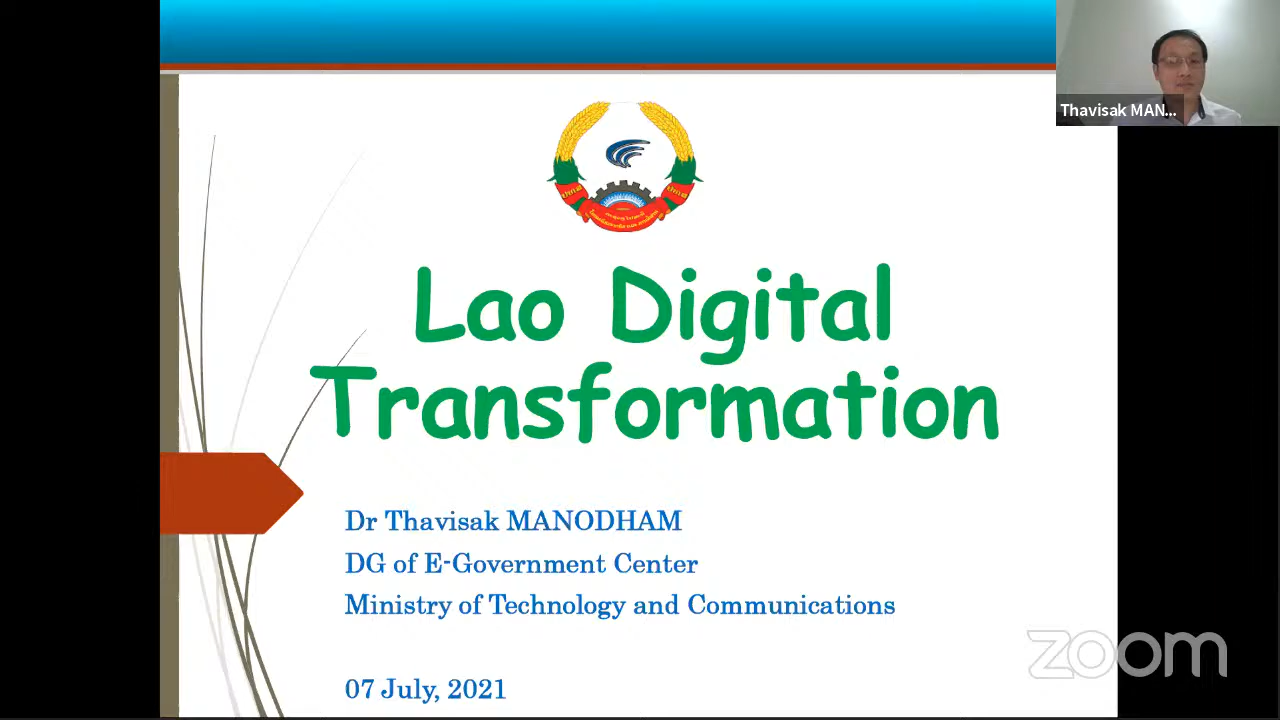 Thavisak MAN...
Lao Digital
Transformation
Dr Thavisak MANODHAM
DG of E-Government Center
Ministry of Technology and Communications
07 July, 2021
zoom